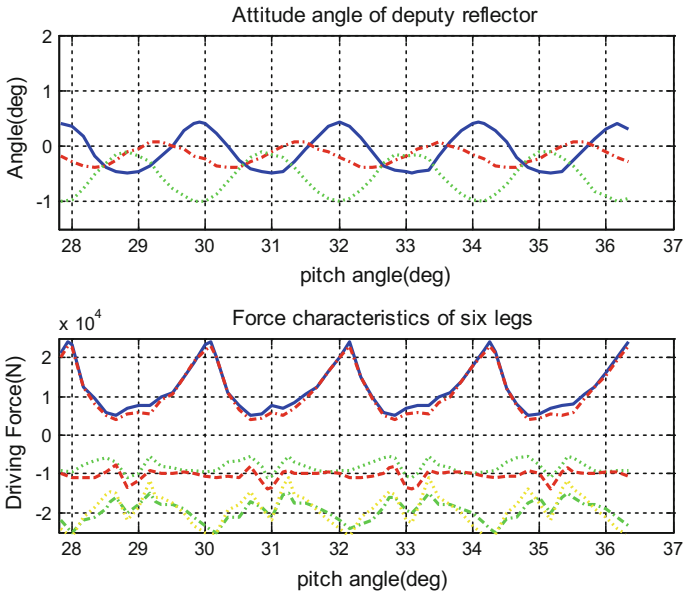 Attitude angle of deputy reflector
2
1
0
-1
Angle(deg)
28 29 30 31 32 33 34 35 36 37
pitch angle(deg)
x 10^4
Force characteristics of six legs
2
1
0
-1
-2
Driving Force(N)
28 29 30 31 32 33 34 35 36 37
pitch angle(deg)